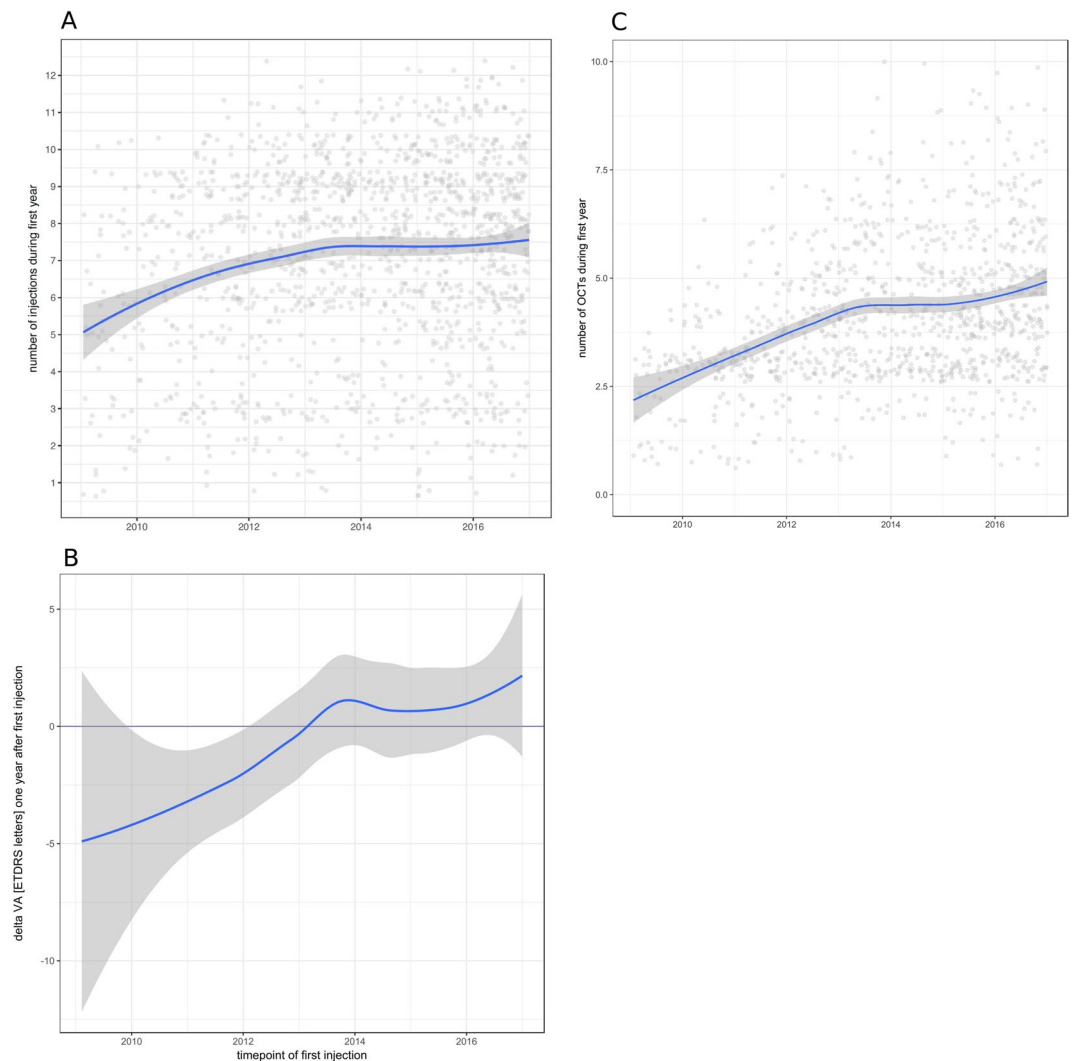 A
number of injections during first year
12
11
10
9
8
7
6
5
4
3
2
1
2010 2012 2014 2016
C
number of OCTs during first year
10.0
7.5
5.0
2.5
0.0
2010 2012 2014 2016
B
delta VA [ETDRS letters] one year after first injection
5
0
-5
-10
2010 2012 2014 2016
timepoint of first injection